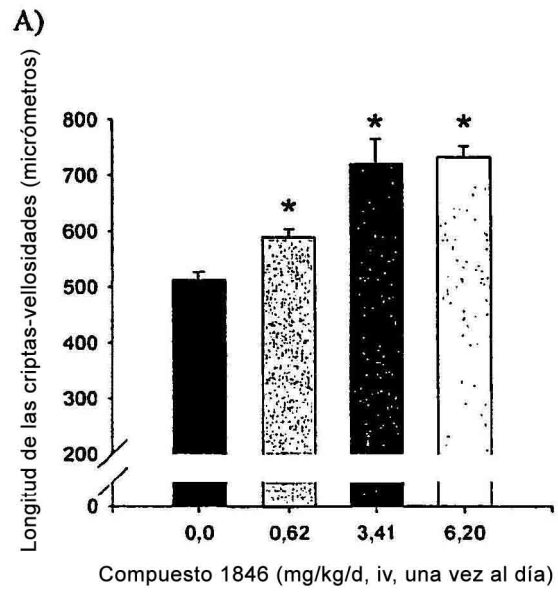 A)
Longitud de las criptas-vellosidades (micrómetros)
800
700
600
500
400
300
200
0
*
*
*
0,0 0,62 3,41 6,20
Compuesto 1846 (mg/kg/d, iv, una vez al día)